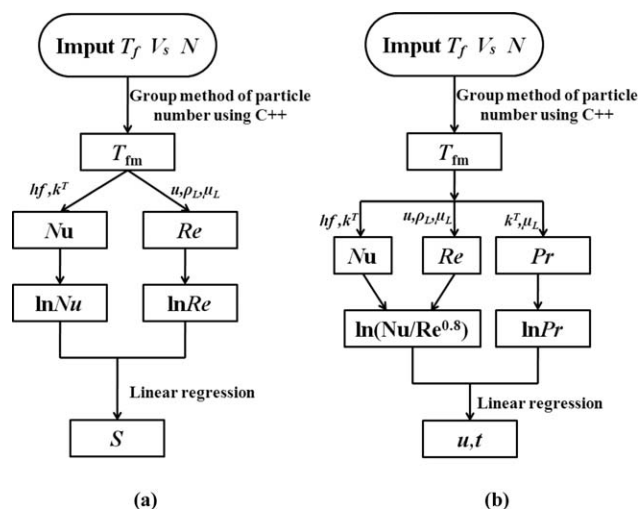 Imput T_f V_s N
Group method of particle
number using C++
T_fm
hf,k^T
u,ρ_L,μ_L
Nu
Re
lnNu
lnRe
Linear regression
S
(a)
Imput T_f V_s N
Group method of particle
number using C++
T_fm
hf,k^T
u,ρ_L,μ_L
k^T,μ_L
Nu
Re
Pr
ln(Nu/Re^0.8)
lnPr
Linear regression
u,t
(b)